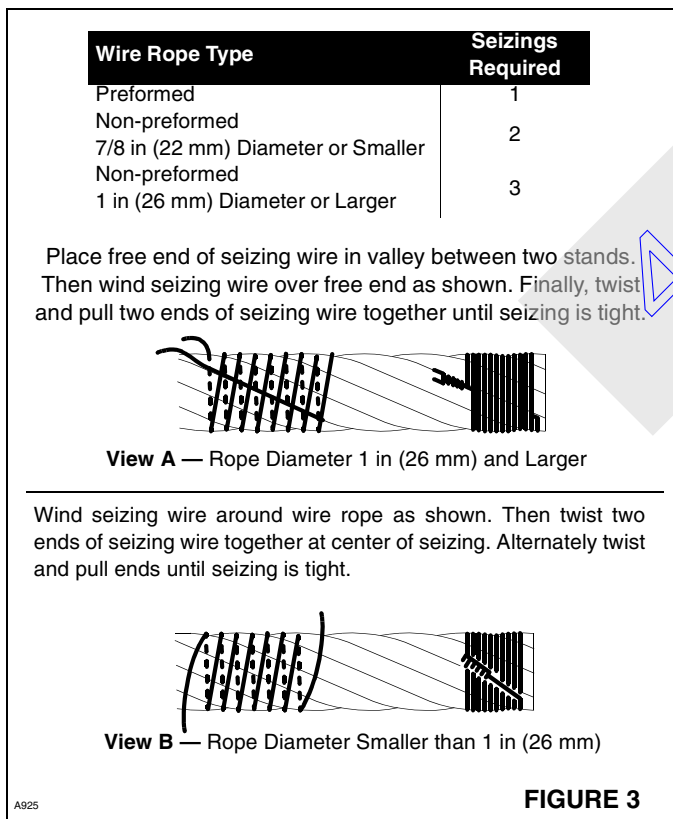 Wire Rope Type Seizings Required
Preformed 1
Non-preformed
7/8 in (22 mm) Diameter or Smaller 2
Non-preformed
1 in (26 mm) Diameter or Larger 3
Place free end of seizing wire in valley between two stands.
Then wind seizing wire over free end as shown. Finally, twist
and pull two ends of seizing wire together until seizing is tight.
View A — Rope Diameter 1 in (26 mm) and Larger
Wind seizing wire around wire rope as shown. Then twist two
ends of seizing wire together at center of seizing. Alternately twist
and pull ends until seizing is tight.
View B — Rope Diameter Smaller than 1 in (26 mm)
A925
FIGURE 3